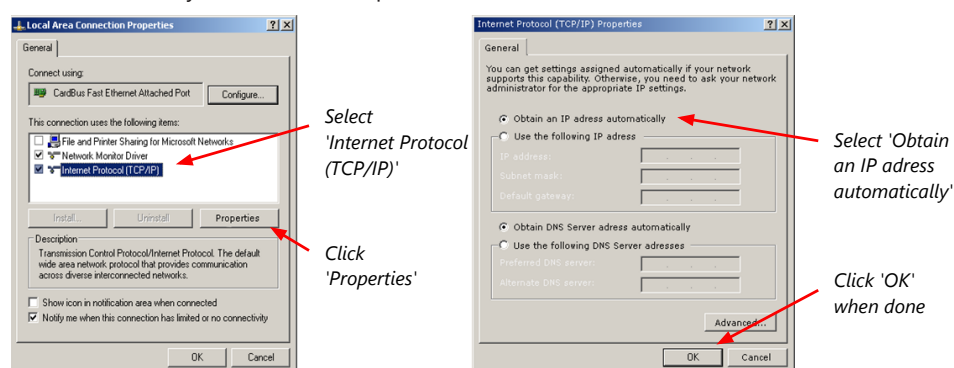 Local Area Connection Properties
General
Connect using:
CardBus Fast Ethernet Attached Port
Configure...
This connection uses the following items:
File and Printer Sharing for Microsoft Networks
Network Monitor Driver
Internet Protocol (TCP/IP)
Install...
Uninstall
Properties
Description
Transmission Control Protocol/Internet Protocol. The default
wide area network protocol that provides communication
across diverse interconnected networks.
Show icon in notification area when connected
Notify me when this connection has limited or no connectivity
OK
Cancel
Select
'Internet Protocol
(TCP/IP)'
Click
'Properties'
Internet Protocol (TCP/IP) Properties
General
You can get settings assigned automatically if your network
supports this capability. Otherwise, you need to ask your network
administrator for the appropriate IP settings.
Obtain an IP adress automatically
Use the following IP adress
IP address:
Subnet mask:
Default gateway:
Obtain DNS Server adress automatically
Use the following DNS Server adresses
Preferred DNS server:
Alternate DNS server:
Advanced...
OK
Cancel
Select 'Obtain
an IP adress
automatically'
Click 'OK'
when done